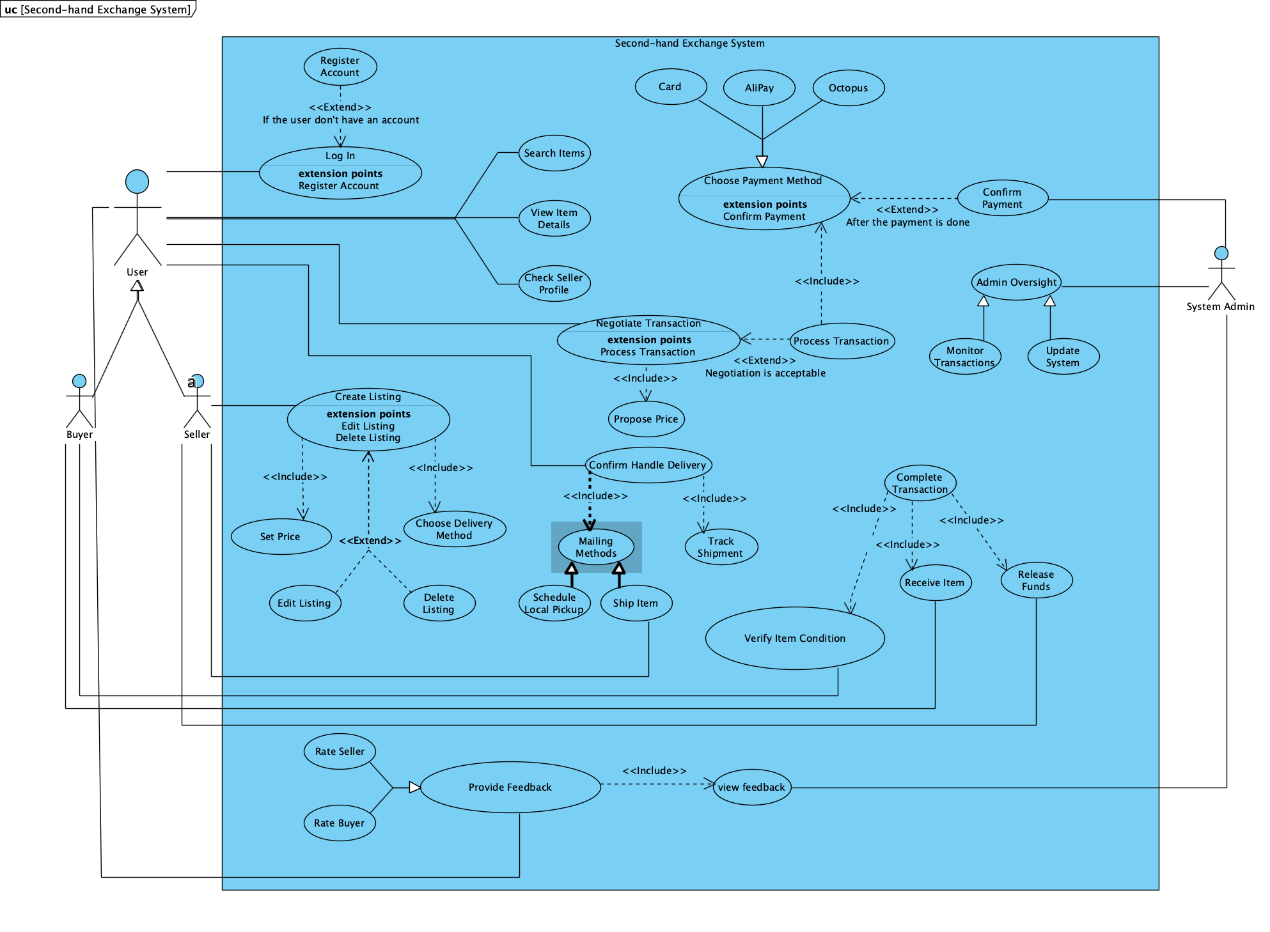 uc [Second-hand Exchange System]
Second-hand Exchange System
Register
Account
<<Extend>>
If the user don't have an account
Log In
extension points
Register Account
Search Items
View Item
Details
Check Seller
Profile
Card
AliPay
Octopus
Choose Payment Method
extension points
Confirm Payment
<<Extend>>
After the payment is done
Confirm
Payment
User
System Admin
Admin Oversight
Monitor
Transactions
Update
System
<<Include>>
Negotiate Transaction
extension points
Process Transaction
<<Extend>>
Negotiation is acceptable
Process Transaction
<<Include>>
Propose Price
Buyer
a
Seller
Create Listing
extension points
Edit Listing
Delete Listing
<<Include>>
<<Include>>
Set Price
<<Extend>>
Choose Delivery
Method
Edit Listing
Delete
Listing
Confirm Handle Delivery
<<Include>>
<<Include>>
Mailing
Methods
Track
Shipment
Schedule
Local Pickup
Ship Item
Complete
Transaction
<<Include>>
<<Include>>
<<Include>>
Receive Item
Release
Funds
Verify Item Condition
Rate Seller
Rate Buyer
Provide Feedback
<<Include>>
view feedback